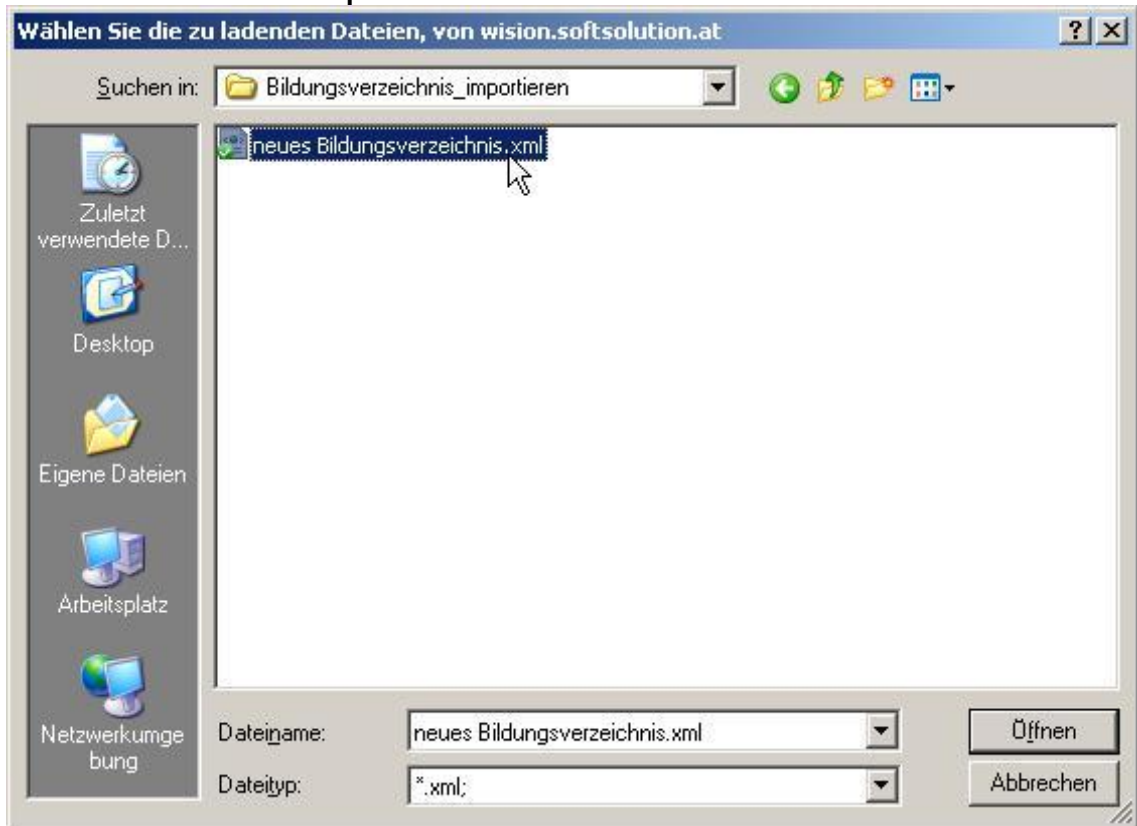 Wählen Sie die zu ladenden Dateien, von wision.softsolution.at
Suchen in:
Bildungsverzeichnis_importieren
neues Bildungsverzeichnis.xml
Zuletzt
verwendete D...
Desktop
Eigene Dateien
Arbeitsplatz
Netzwerkumge
bung
Dateiname:
neues Bildungsverzeichnis.xml
Öffnen
Dateityp:
*.xml;
Abbrechen